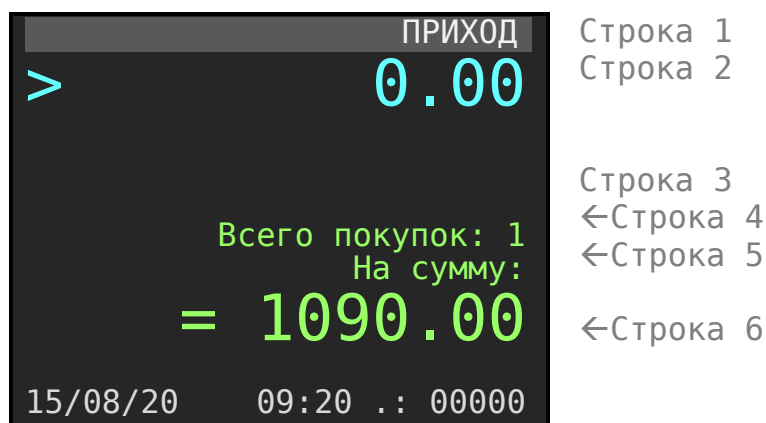 ПРИХОД Строка 1
> 0.00 Строка 2
Строка 3
Всего покупок: 1 ←Строка 4
На сумму: ←Строка 5
= 1090.00 ←Строка 6
15/08/20 09:20 .: 00000